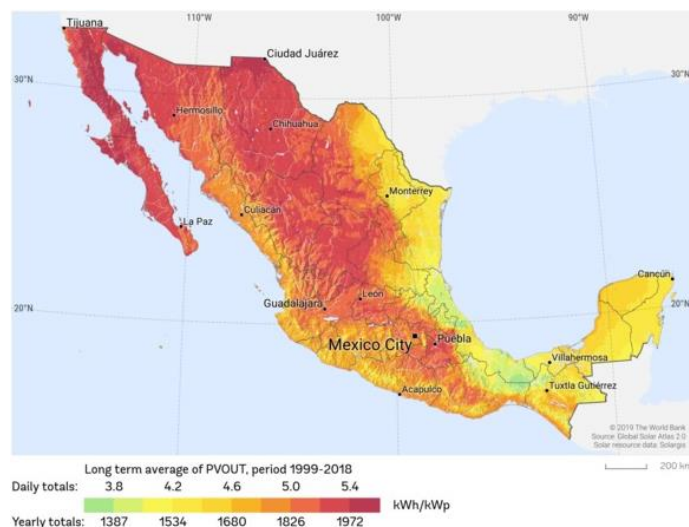 110°W
100°W
90°W
Tijuana
Ciudad Juárez
30°N
30°N
Hermosillo
Chihuahua
Monterrey
Culiacán
La Paz
Cancún
León
20°N
Guadalajara
20°N
Mexico City
Puebla
Villahermosa
Acapulco
Tuxtla Gutiérrez
© 2019 The World Bank
Source: Global Solar Atlas 2.0
Solar resource data: Solargis
200 km
Long term average of PVOUT, period 1999-2018
Daily totals: 3.8 4.2 4.6 5.0 5.4
kWh/kWp
Yearly totals: 1387 1534 1680 1826 1972